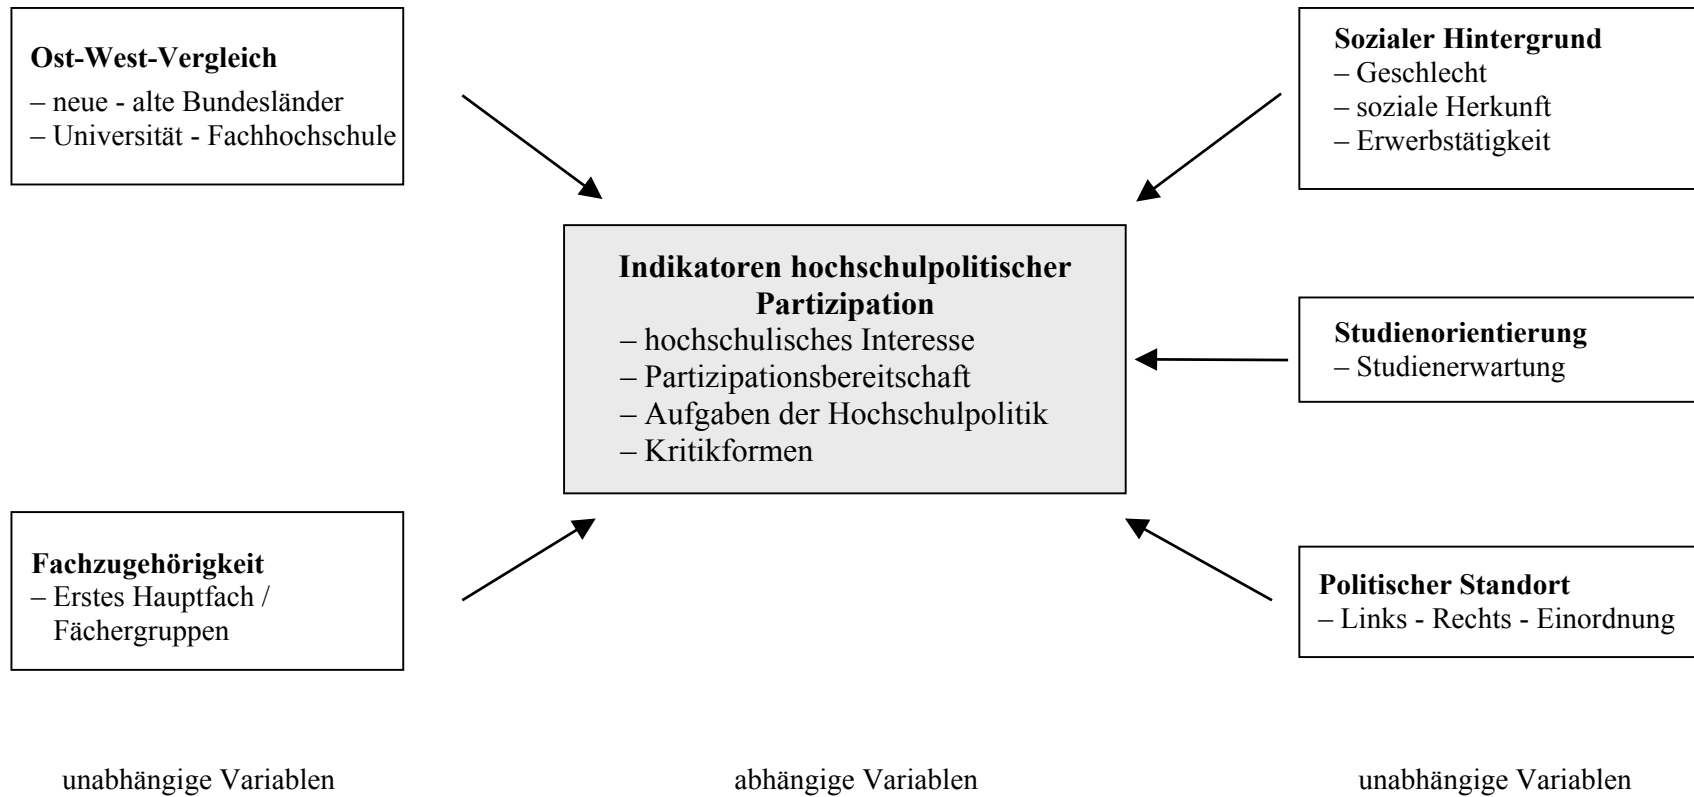 Ost-West-Vergleich
– neue - alte Bundesländer
– Universität - Fachhochschule
Sozialer Hintergrund
– Geschlecht
– soziale Herkunft
– Erwerbstätigkeit
Indikatoren hochschulpolitischer
Partizipation
– hochschulisches Interesse
– Partizipationsbereitschaft
– Aufgaben der Hochschulpolitik
– Kritikformen
Studienorientierung
– Studienerwartung
Fachzugehörigkeit
– Erstes Hauptfach /
Fächergruppen
Politischer Standort
– Links - Rechts - Einordnung
unabhängige Variablen
abhängige Variablen
unabhängige Variablen